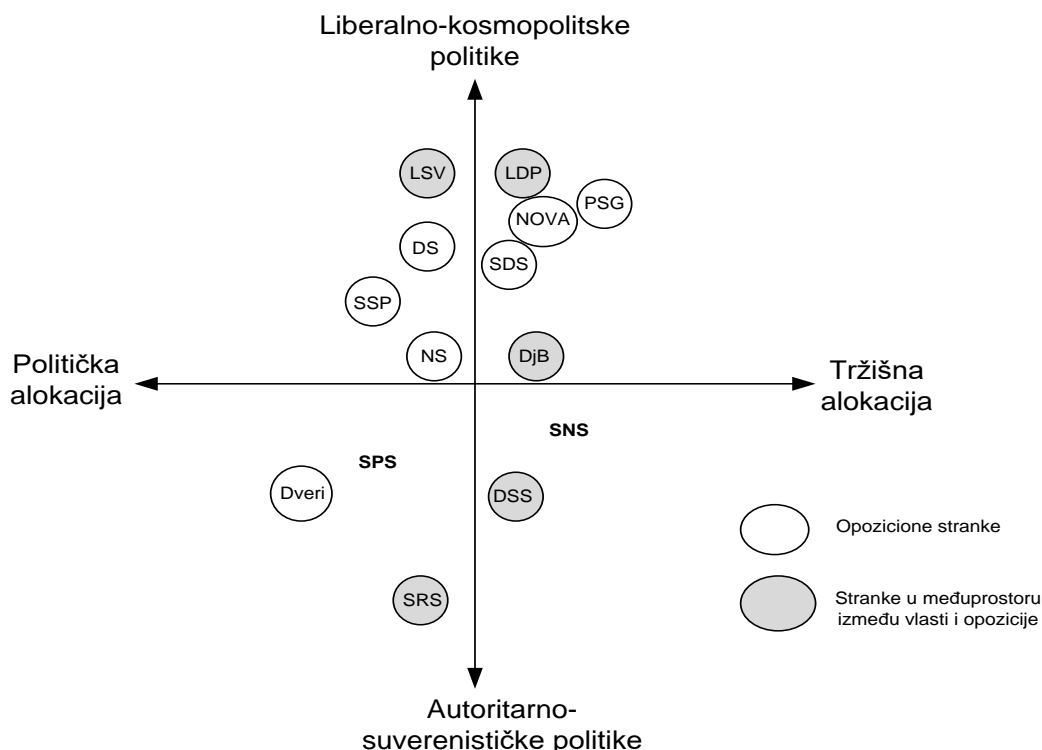 Liberalno-kosmopolitske
politike
LSV
LDP
PSG
NOVA
DS
SDS
SSP
NS
DjB
Politička
alokacija
Tržišna
alokacija
SNS
SPS
Dveri
DSS
Opozicione stranke
SRS
Stranke u međuprostoru
između vlasti i opozicije
Autoritarno-
suverenističke politike